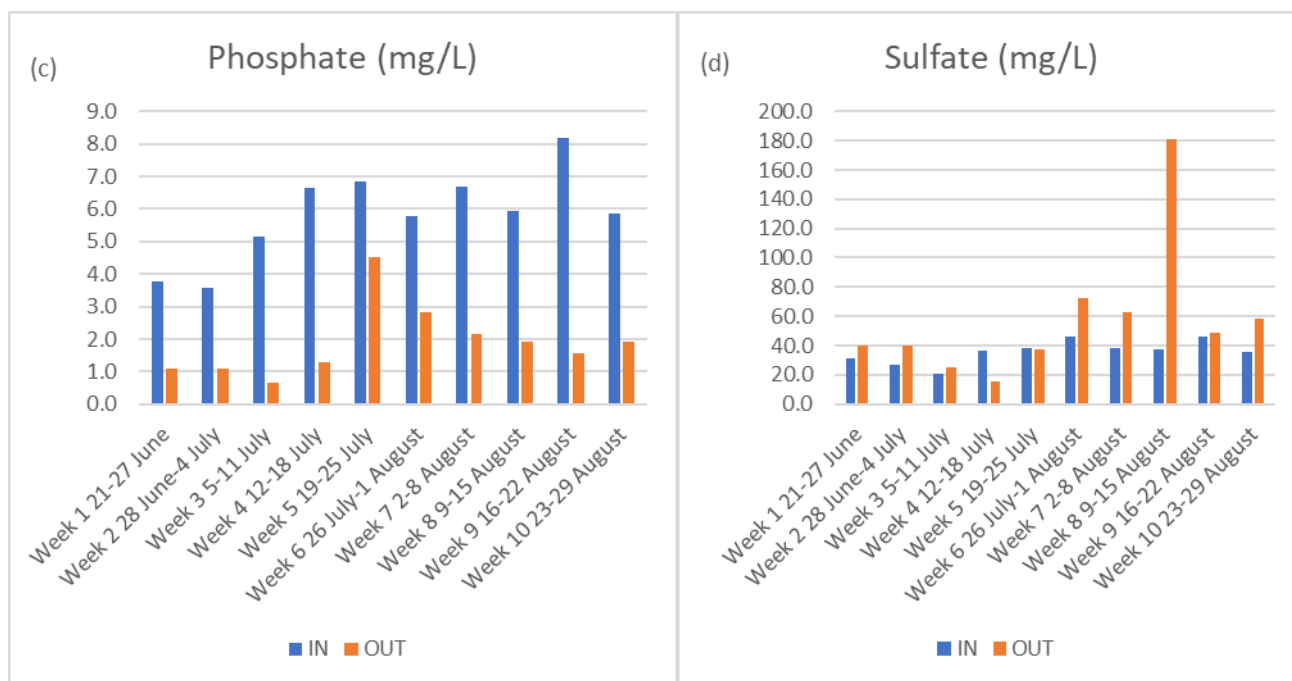 (c)
Phosphate (mg/L)
9.0
8.0
7.0
6.0
5.0
4.0
3.0
2.0
1.0
0.0
Week 1 21-27 June
Week 2 28 June-4 July
Week 3 5-11 July
Week 4 12-18 July
Week 5 19-25 July
Week 6 26 July-1 August
Week 7 2-8 August
Week 8 9-15 August
Week 9 16-22 August
Week 10 23-29 August
IN OUT
(d)
Sulfate (mg/L)
200.0
180.0
160.0
140.0
120.0
100.0
80.0
60.0
40.0
20.0
0.0
Week 1 21-27 June
Week 2 28 June-4 July
Week 3 5-11 July
Week 4 12-18 July
Week 5 19-25 July
Week 6 26 July-1 August
Week 7 2-8 August
Week 8 9-15 August
Week 9 16-22 August
Week 10 23-29 August
IN OUT